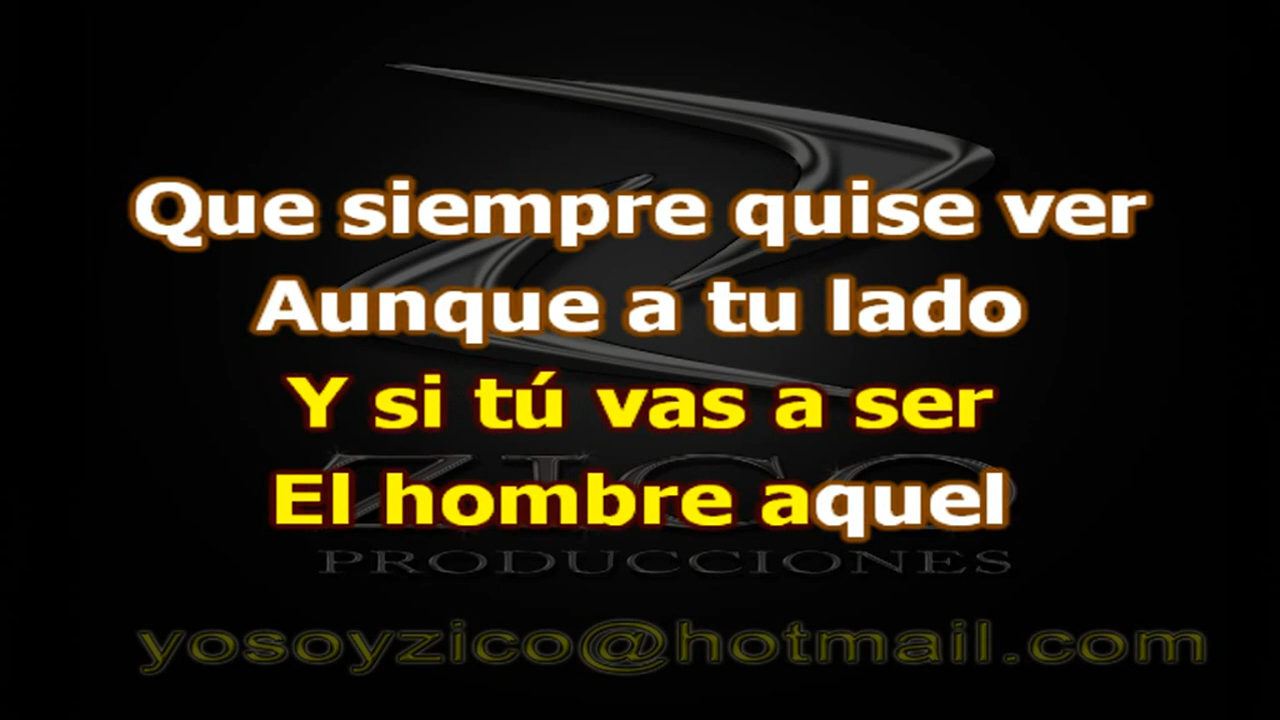 Que siempre quise ver
Aunque a tu lado
Y si tú vas a ser
El hombre aquel
ZICO
PRODUCCIONES
yosoyzico@hotmail.com